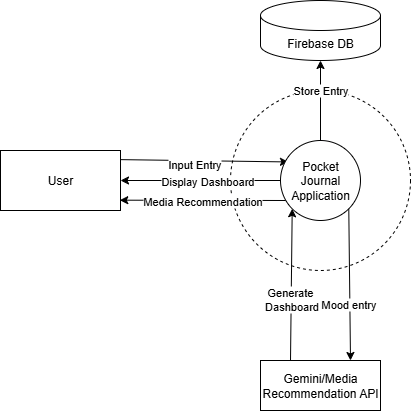 Firebase DB
Store Entry
Input Entry
User
Display Dashboard
Media Recommendation
Pocket
Journal
Application
Generate
Dashboard
Mood entry
Gemini/Media
Recommendation API